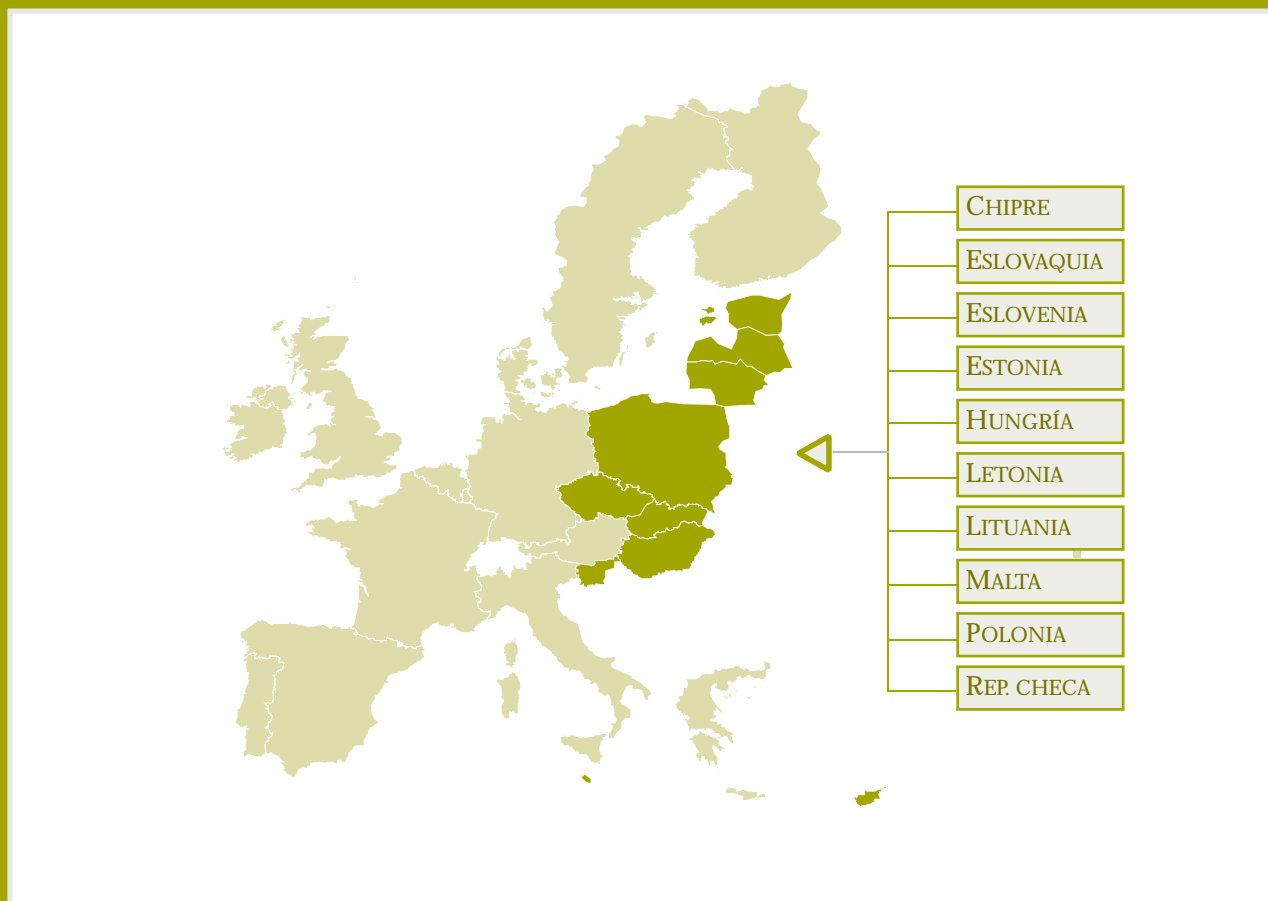 CHIPRE
ESLOVAQUIA
ESLOVENIA
ESTONIA
HUNGRÍA
LETONIA
LITUANIA
MALTA
POLONIA
REP. CHECA